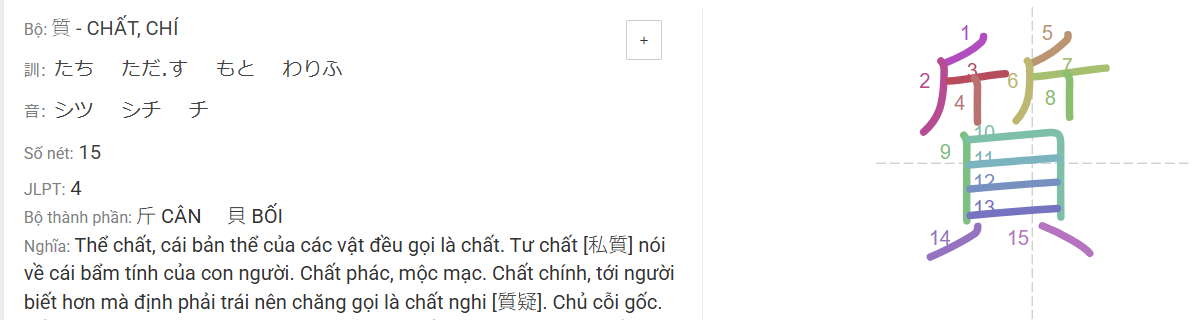 Bộ: 質 - CHẤT, CHÍ
+
訓: たち ただ.す もと わりふ
音: シツ シチ チ
Số nét: 15
JLPT: 4
Bộ thành phần: 斤 CÂN 貝 BỐI
Nghĩa: Thể chất, cái bản thể của các vật đều gọi là chất. Tư chất [私質] nói
về cái bẩm tính của con người. Chất phác, mộc mạc. Chất chính, tới người
biết hơn mà định phải trái nên chăng gọi là chất nghi [質疑]. Chủ cỗi gốc.
質
1 5
2 3 6 7
4 8
10
9 11
12
13
14 15